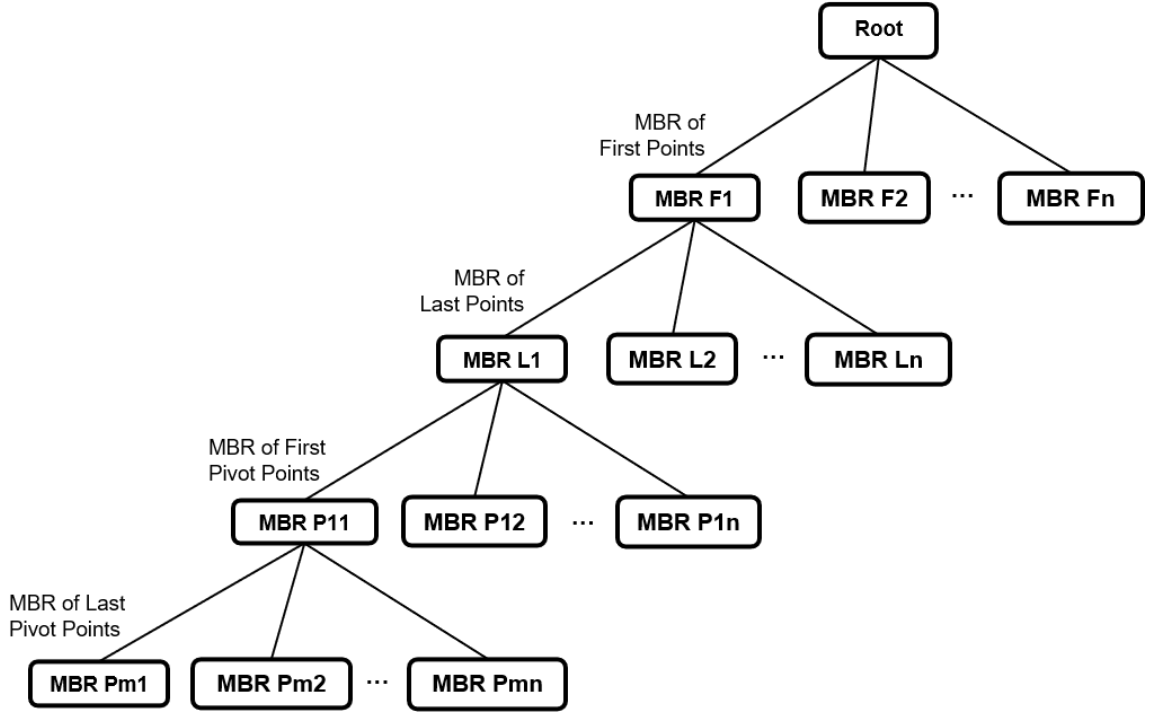 Root
MBR of
First Points
MBR F1
MBR F2
...
MBR Fn
MBR of
Last Points
MBR L1
MBR L2
...
MBR Ln
MBR of First
Pivot Points
MBR P11
MBR P12
...
MBR P1n
MBR of Last
Pivot Points
MBR Pm1
MBR Pm2
...
MBR Pmn